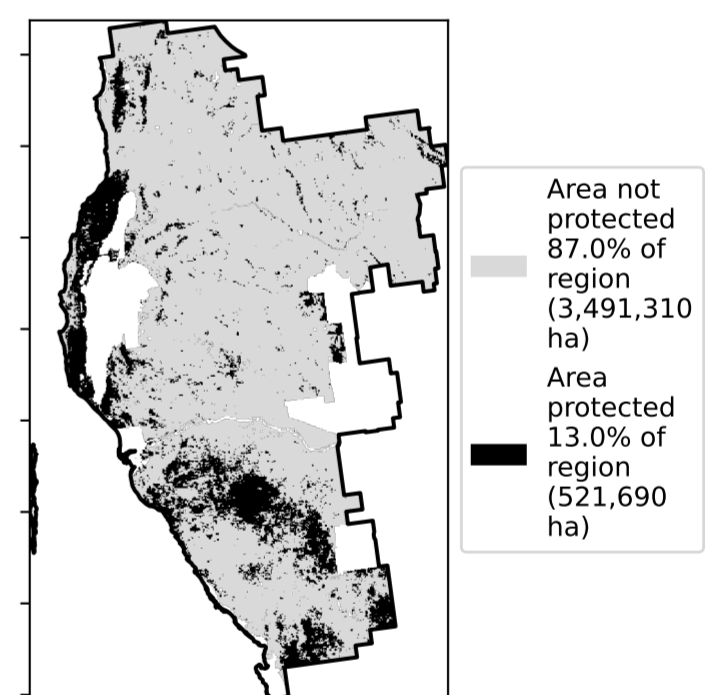 Area not
protected
87.0% of
region
(3,491,310
ha)
Area
protected
13.0% of
region
(521,690
ha)